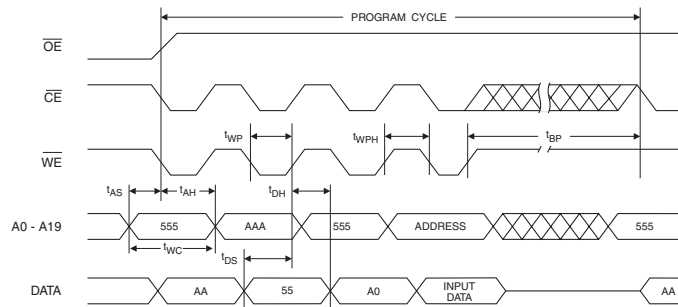 PROGRAM CYCLE
OE
CE
tWP
tWPH
tBP
WE
tAS
tAH
tDH
A0 - A19
555
AAA
555
ADDRESS
555
tWC
tDS
DATA
AA
55
A0
INPUT
DATA
AA